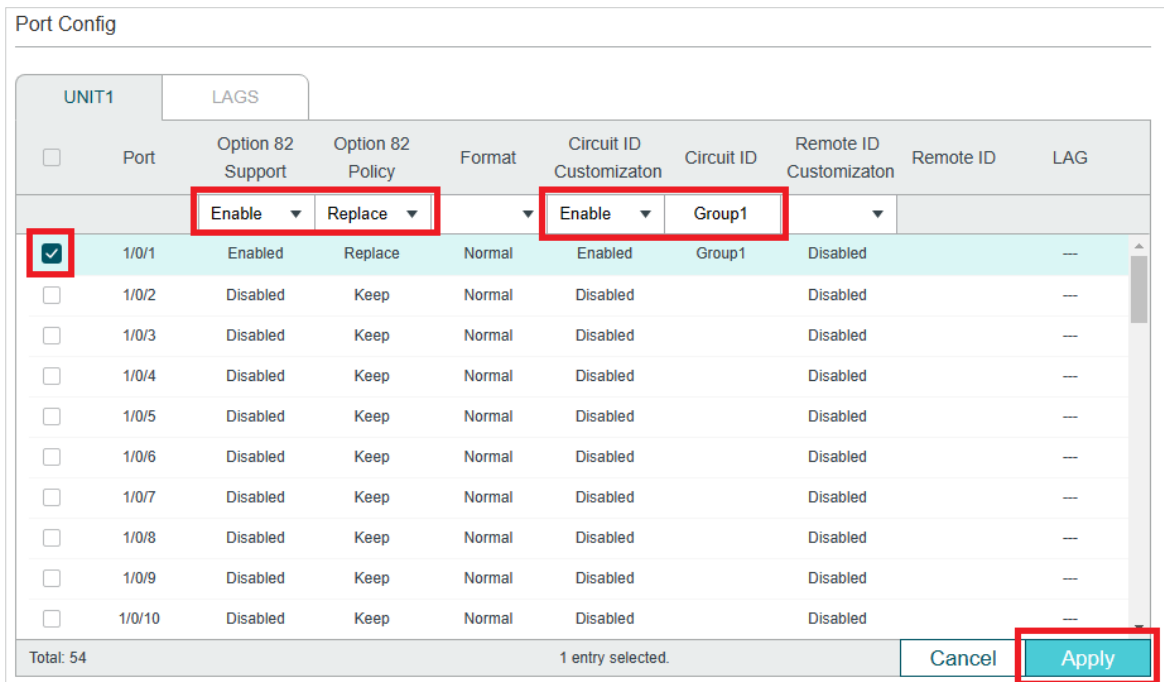 Port Config
UNIT1 LAGS
Port Option 82 Support Option 82 Policy Format Circuit ID Customizaton Circuit ID Remote ID Customizaton Remote ID LAG
Enable Replace Enable Group1
1/0/1 Enabled Replace Normal Enabled Group1 Disabled ---
1/0/2 Disabled Keep Normal Disabled Disabled ---
1/0/3 Disabled Keep Normal Disabled Disabled ---
1/0/4 Disabled Keep Normal Disabled Disabled ---
1/0/5 Disabled Keep Normal Disabled Disabled ---
1/0/6 Disabled Keep Normal Disabled Disabled ---
1/0/7 Disabled Keep Normal Disabled Disabled ---
1/0/8 Disabled Keep Normal Disabled Disabled ---
1/0/9 Disabled Keep Normal Disabled Disabled ---
1/0/10 Disabled Keep Normal Disabled Disabled ---
Total: 54 1 entry selected. Cancel Apply